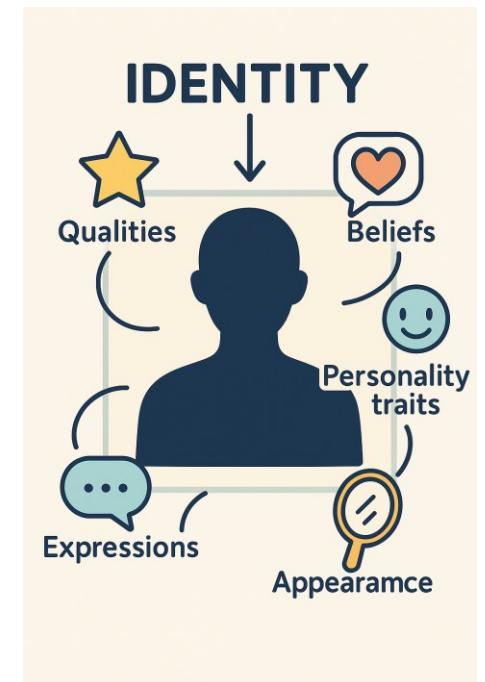 IDENTITY
Qualities
Beliefs
Personality
traits
Expressions
Appearamce